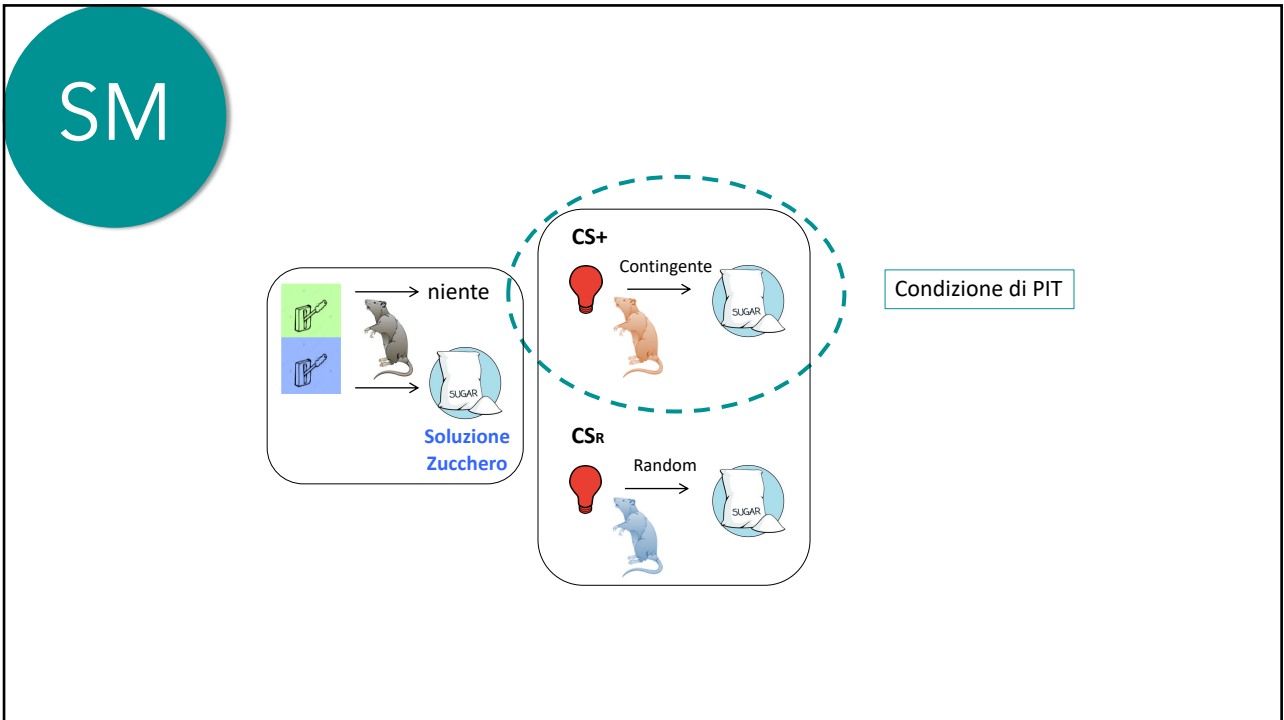 SM
niente
SUGAR
Soluzione
Zucchero
CS+
Contingente
SUGAR
CSR
Random
SUGAR
Condizione di PIT